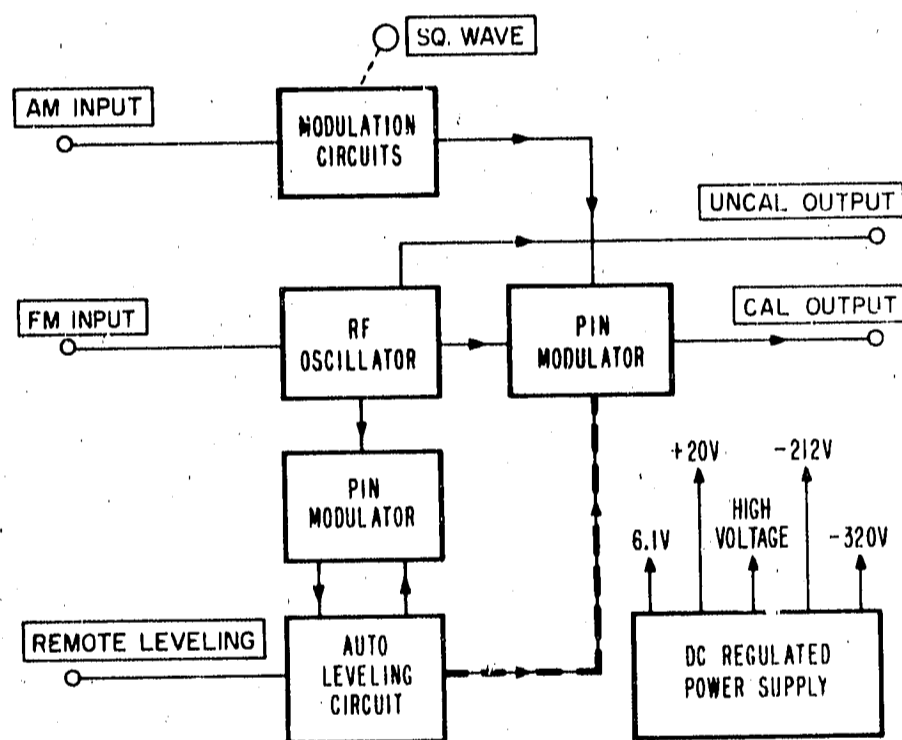 SQ. WAVE
AM INPUT
MODULATION
CIRCUITS
UNCAL OUTPUT
FM INPUT
RF
OSCILLATOR
PIN
MODULATOR
CAL OUTPUT
PIN
MODULATOR
+20V
-212V
HIGH
VOLTAGE
6.1V
-320V
REMOTE LEVELING
AUTO
LEVELING
CIRCUIT
DC REGULATED
POWER SUPPLY